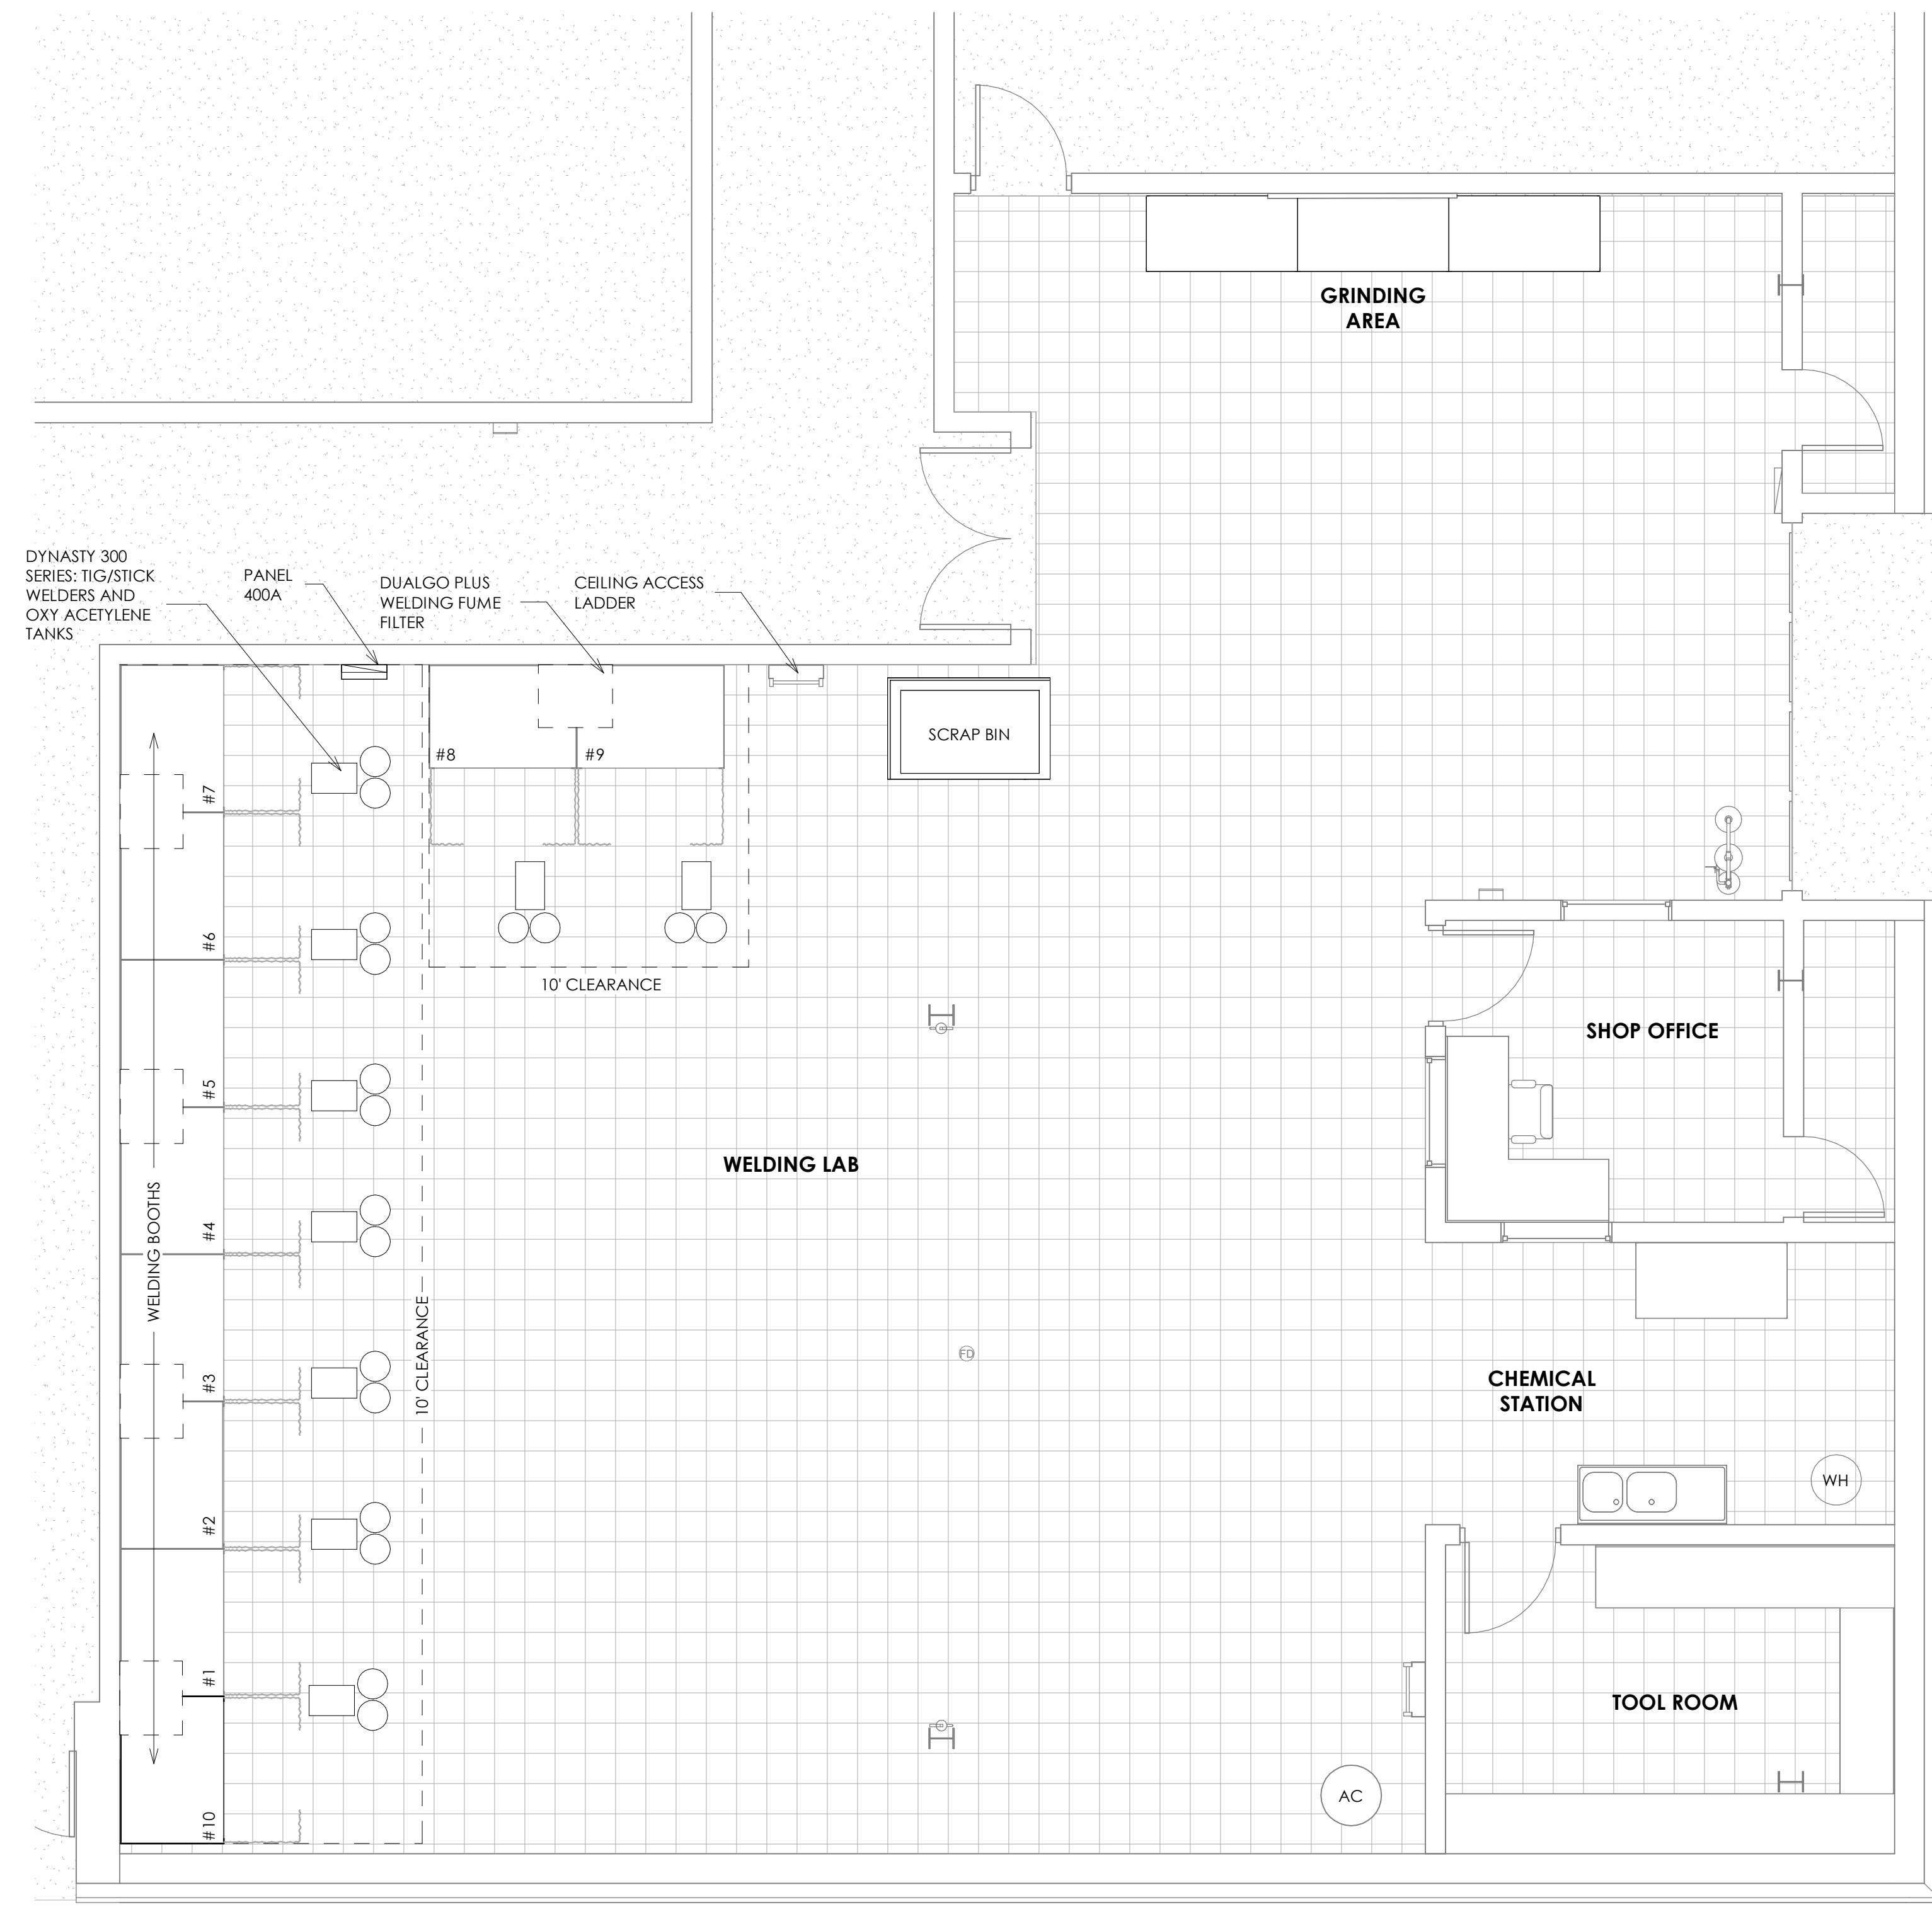 GRINDING
AREA
DYNASTY 300
SERIES: TIG/STICK
WELDERS AND
OXY ACETYLENE
TANKS
PANEL
400A
DUALGO PLUS
WELDING FUME
FILTER
CEILING ACCESS
LADDER
SCRAP BIN
#8
#9
#7
#6
10' CLEARANCE
SHOP OFFICE
#5
WELDING LAB
#4
WELDING BOOTHS
10' CLEARANCE
FD
#3
CHEMICAL
STATION
WH
#2
#1
TOOL ROOM
AC
#10